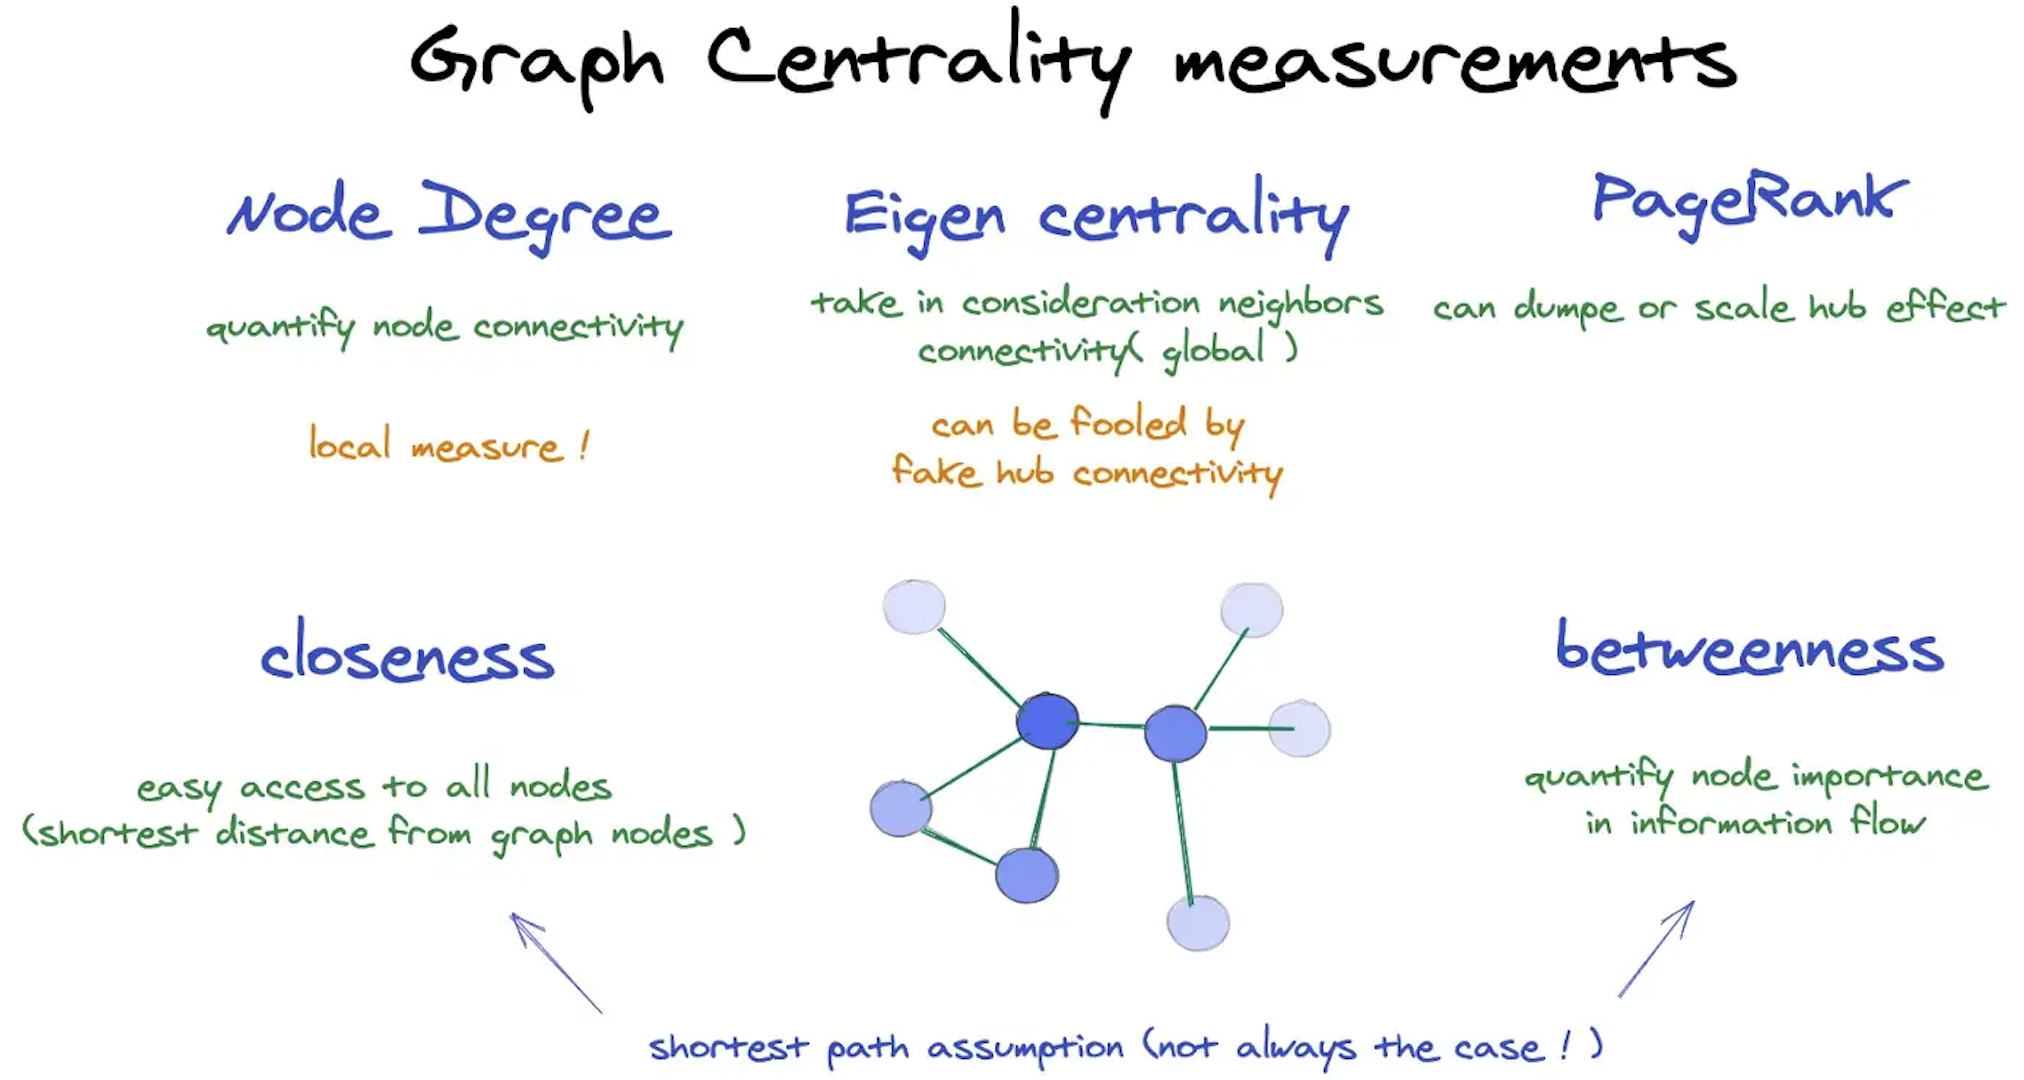 Graph Centrality measurements
Node Degree
quantify node connectivity
local measure !
Eigen centrality
take in consideration neighbors
connectivity( global )
can be fooled by
fake hub connectivity
PageRank
can dumpe or scale hub effect
closeness
easy access to all nodes
(shortest distance from graph nodes )
betweenness
quantify node importance
in information flow
shortest path assumption (not always the case ! )